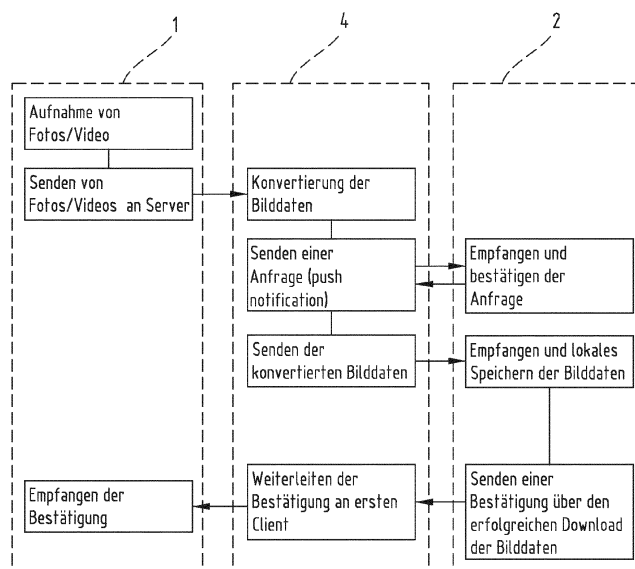 1
4
2
Aufnahme von
Fotos/Video
Senden von
Fotos/Videos an Server
Konvertierung der
Bilddaten
Senden einer
Anfrage (push
notification)
Empfangen und
bestätigen der
Anfrage
Senden der
konvertierten Bilddaten
Empfangen und lokales
Speichern der Bilddaten
Empfangen der
Bestätigung
Weiterleiten der
Bestätigung an ersten
Client
Senden einer
Bestätigung über den
erfolgreichen Download
der Bilddaten